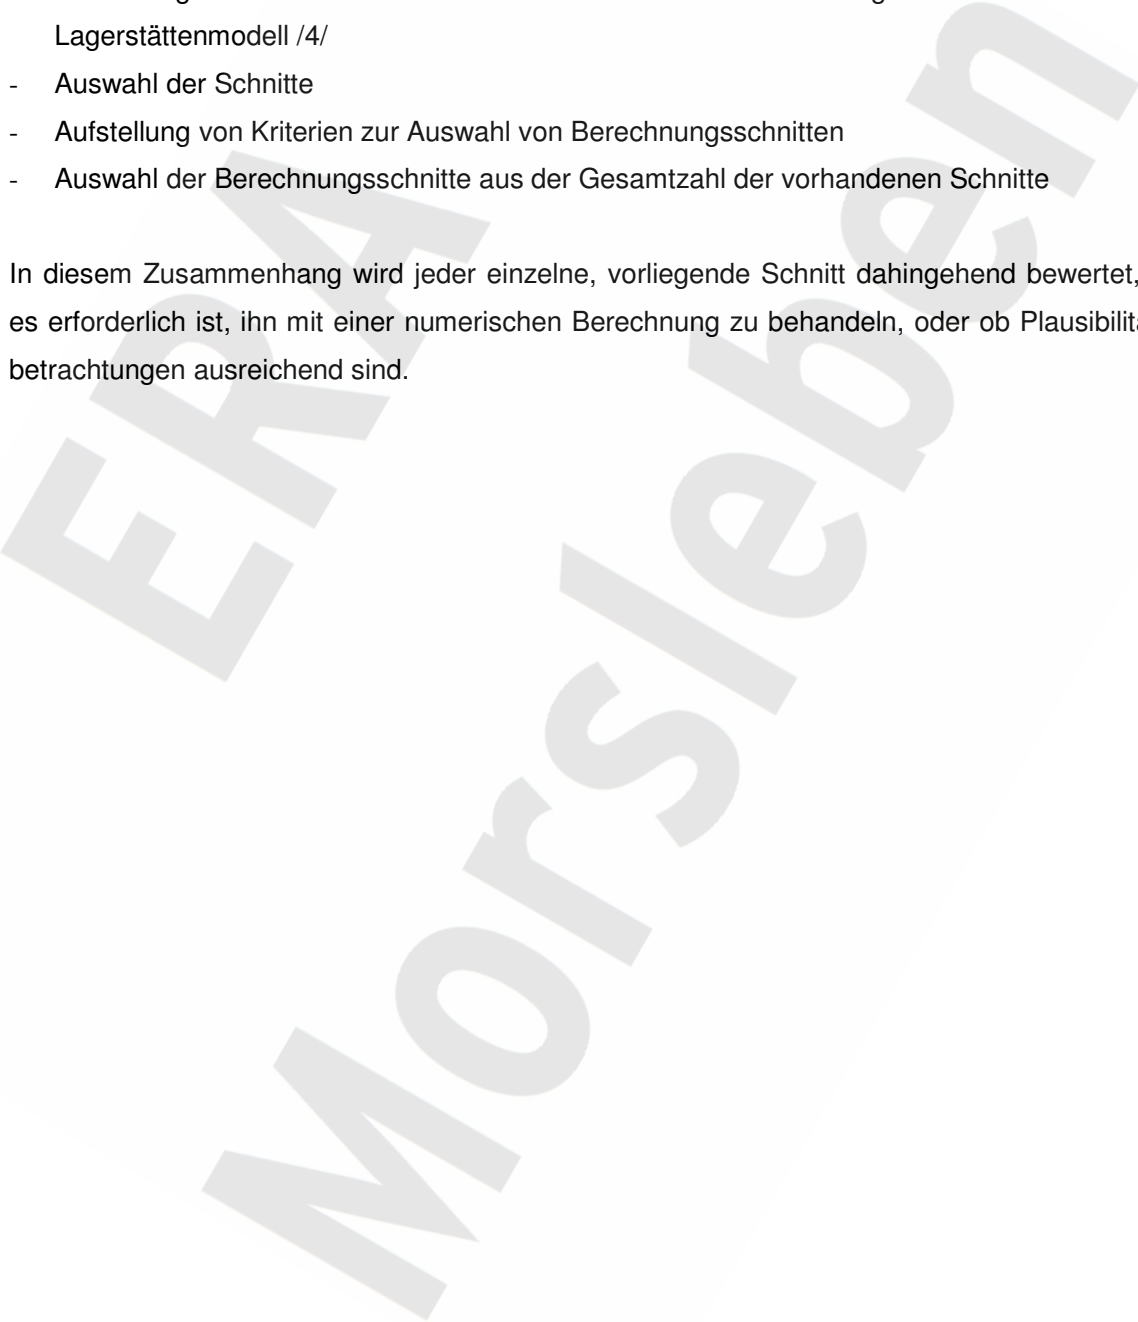 Lagerstättenmodell /4/
- Auswahl der Schnitte
- Aufstellung von Kriterien zur Auswahl von Berechnungsschnitten
- Auswahl der Berechnungsschnitte aus der Gesamtzahl der vorhandenen Schnitte
In diesem Zusammenhang wird jeder einzelne, vorliegende Schnitt dahingehend bewertet,
es erforderlich ist, ihn mit einer numerischen Berechnung zu behandeln, oder ob
betrachtungen ausreichend sind.
ERA
Morsleben